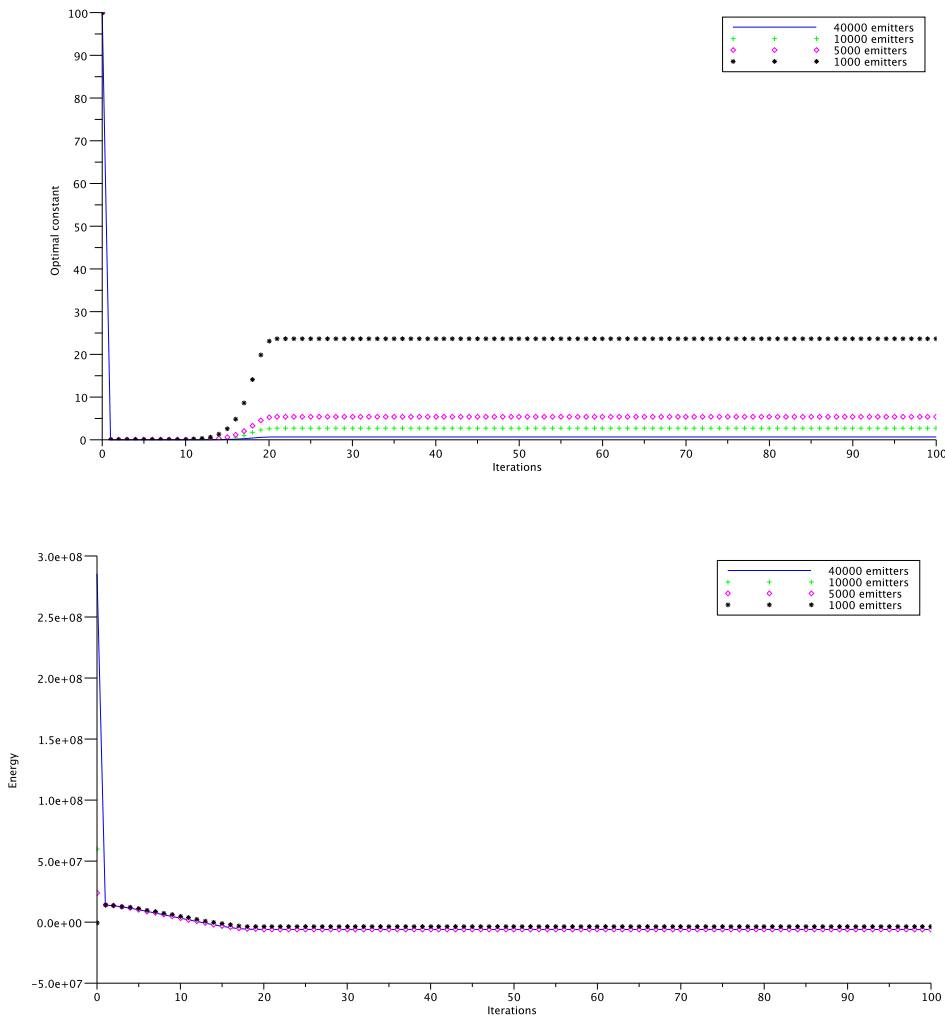 100
90
80
70
60
50
40
30
20
10
0
Optimal constant
0 10 20 30 40 50 60 70 80 90 100
Iterations
40000 emitters
10000 emitters
5000 emitters
1000 emitters
3.0e+08
2.5e+08
2.0e+08
1.5e+08
1.0e+08
5.0e+07
0.0e+00
-5.0e+07
Energy
0 10 20 30 40 50 60 70 80 90 100
Iterations
40000 emitters
10000 emitters
5000 emitters
1000 emitters